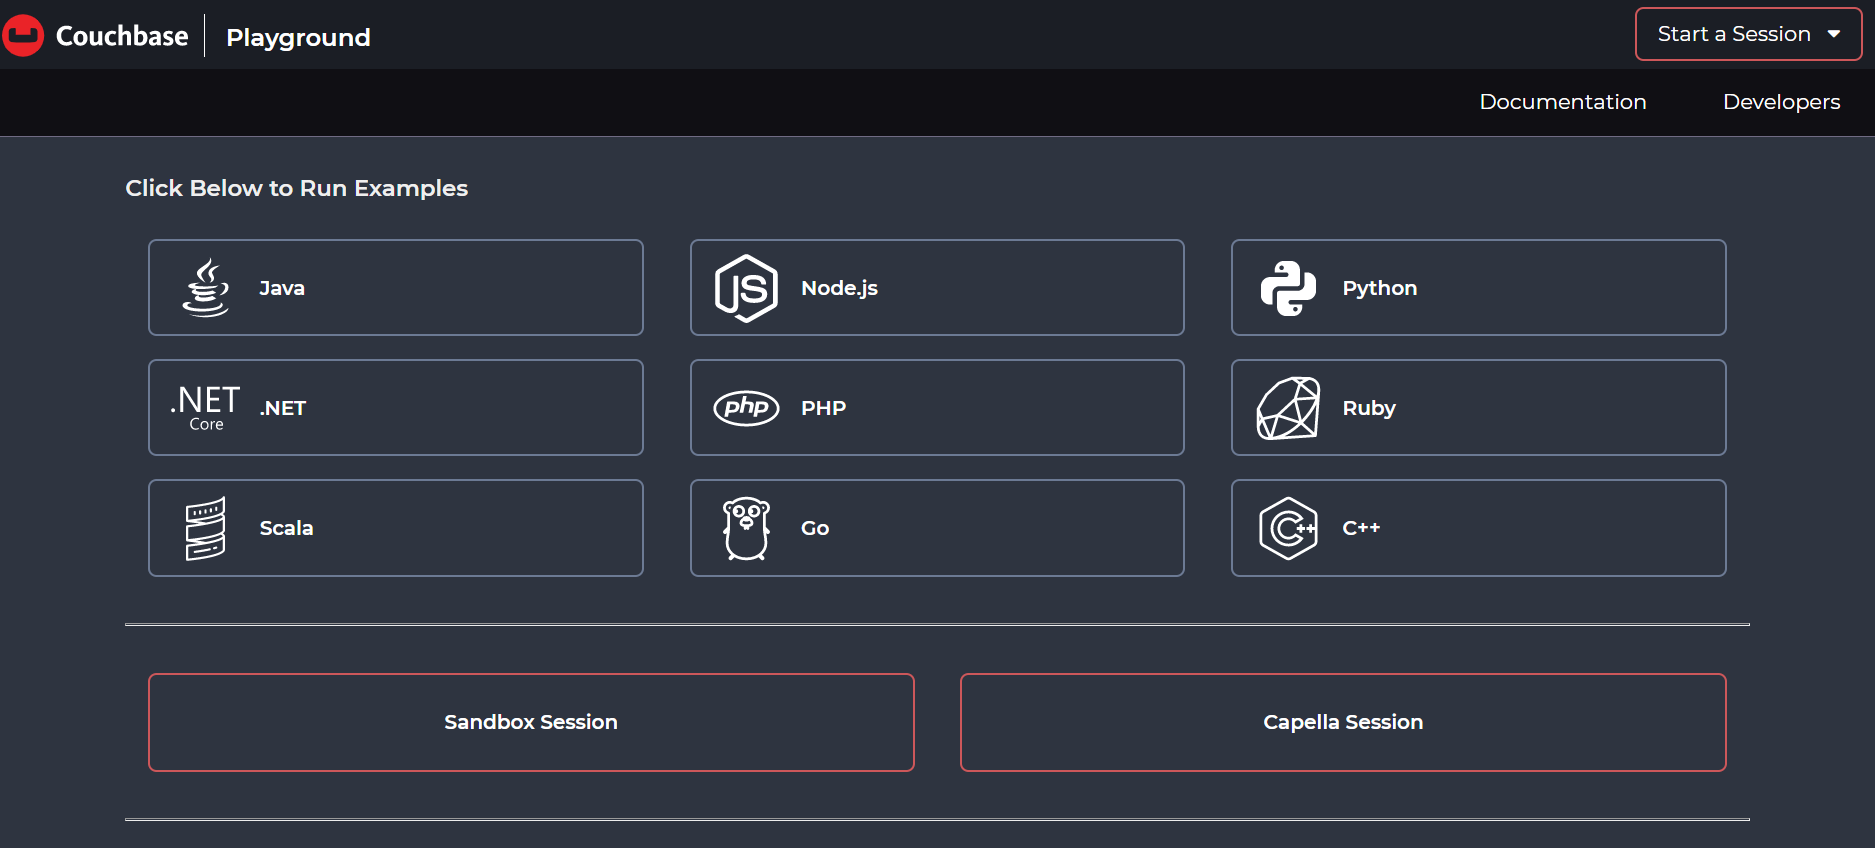 Couchbase
Playground
Start a Session
Documentation
Developers
Click Below to Run Examples
Java
JS
Node.js
Python
.NET
Core
.NET
php
PHP
Ruby
Scala
Go
C++
C++
Sandbox Session
Capella Session